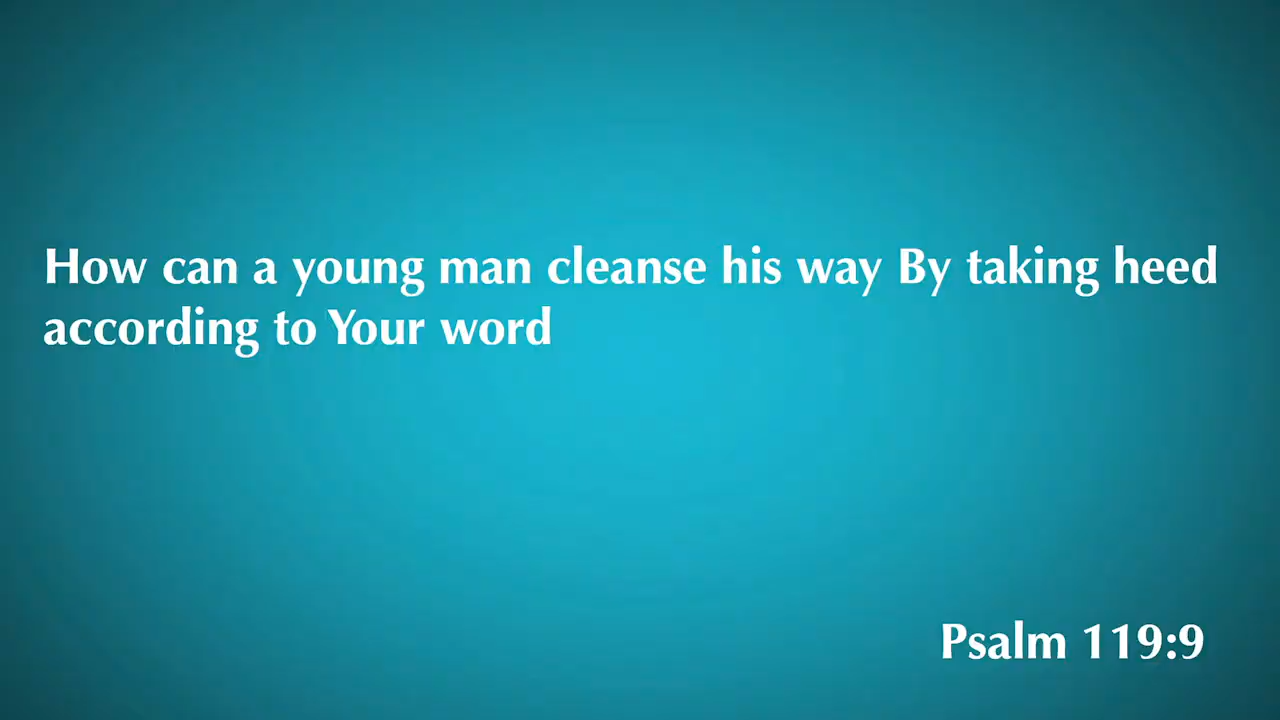 How can a young man cleanse his way By taking heed
according to Your word
Psalm 119:9